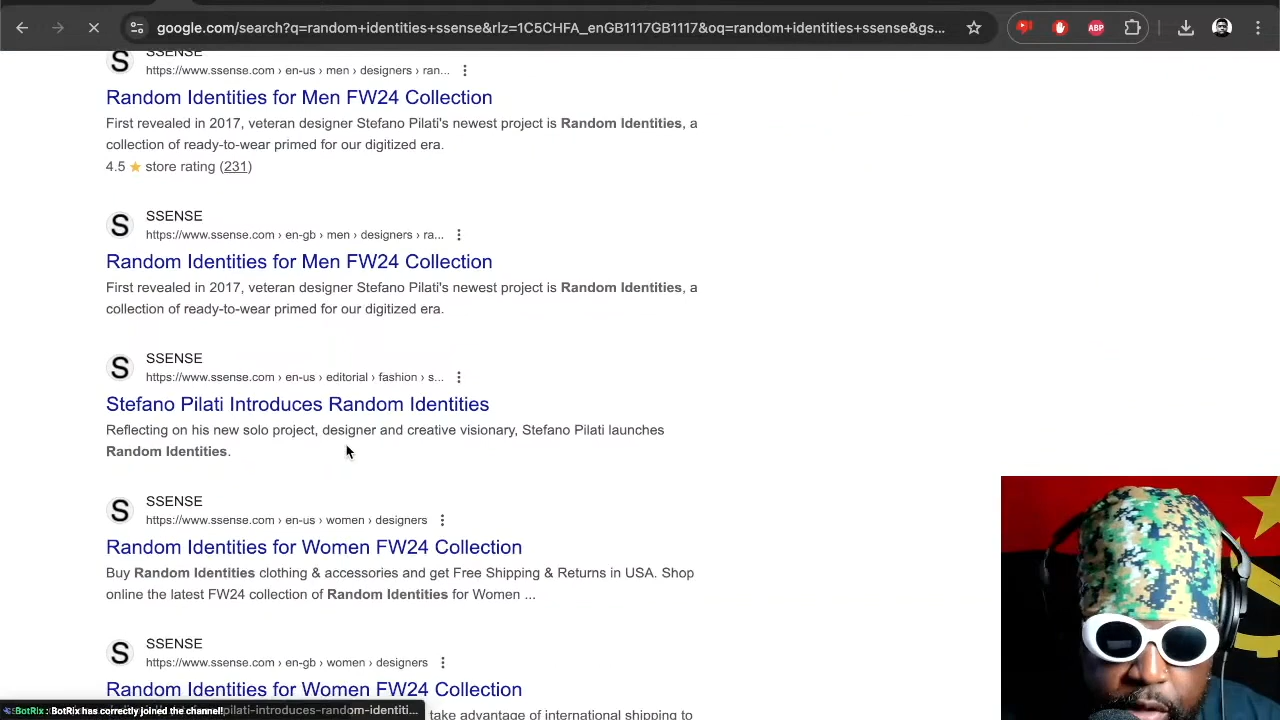 google.com/search?q=random+identities+ssense&rlz=1C5CHFA_enGB1117GB1117&oq=random+identities+ssense&gs...
ABP
S
SSENSE
https://www.ssense.com › en-us › men › designers › ran...
Random Identities for Men FW24 Collection
First revealed in 2017, veteran designer Stefano Pilati's newest project is Random Identities, a
collection of ready-to-wear primed for our digitized era.
4.5 ★ store rating (231)
S
SSENSE
https://www.ssense.com › en-gb › men › designers › ra...
Random Identities for Men FW24 Collection
First revealed in 2017, veteran designer Stefano Pilati's newest project is Random Identities, a
collection of ready-to-wear primed for our digitized era.
S
SSENSE
https://www.ssense.com › en-us › editorial › fashion › s...
Stefano Pilati Introduces Random Identities
Reflecting on his new solo project, designer and creative visionary, Stefano Pilati launches
Random Identities.
S
SSENSE
https://www.ssense.com › en-us › women › designers
Random Identities for Women FW24 Collection
Buy Random Identities clothing & accessories and get Free Shipping & Returns in USA. Shop
online the latest FW24 collection of Random Identities for Women ...
S
SSENSE
https://www.ssense.com › en-gb › women › designers
Random Identities for Women FW24 Collection
BotRix : BotRix has correctly joined the channel!
pilati-introduces-random-identiti...
take advantage of international shipping to